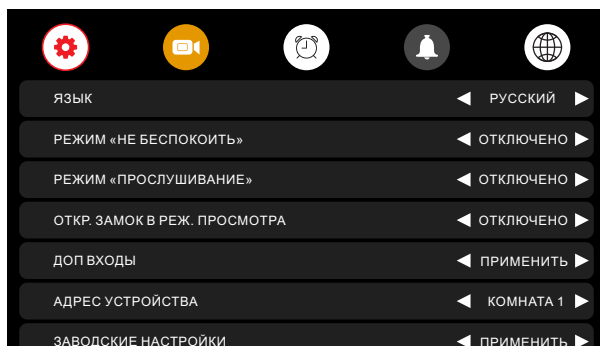 ЯЗЫК РУССКИЙ
РЕЖИМ «НЕ БЕСПОКОИТЬ» ОТКЛЮЧЕНО
РЕЖИМ «ПРОСЛУШИВАНИЕ» ОТКЛЮЧЕНО
ОТКР. ЗАМОК В РЕЖ. ПРОСМОТРА ОТКЛЮЧЕНО
ДОП ВХОДЫ ПРИМЕНИТЬ
АДРЕС УСТРОЙСТВА КОМНАТА 1
ЗАВОДСКИЕ НАСТРОЙКИ ПРИМЕНИТЬ